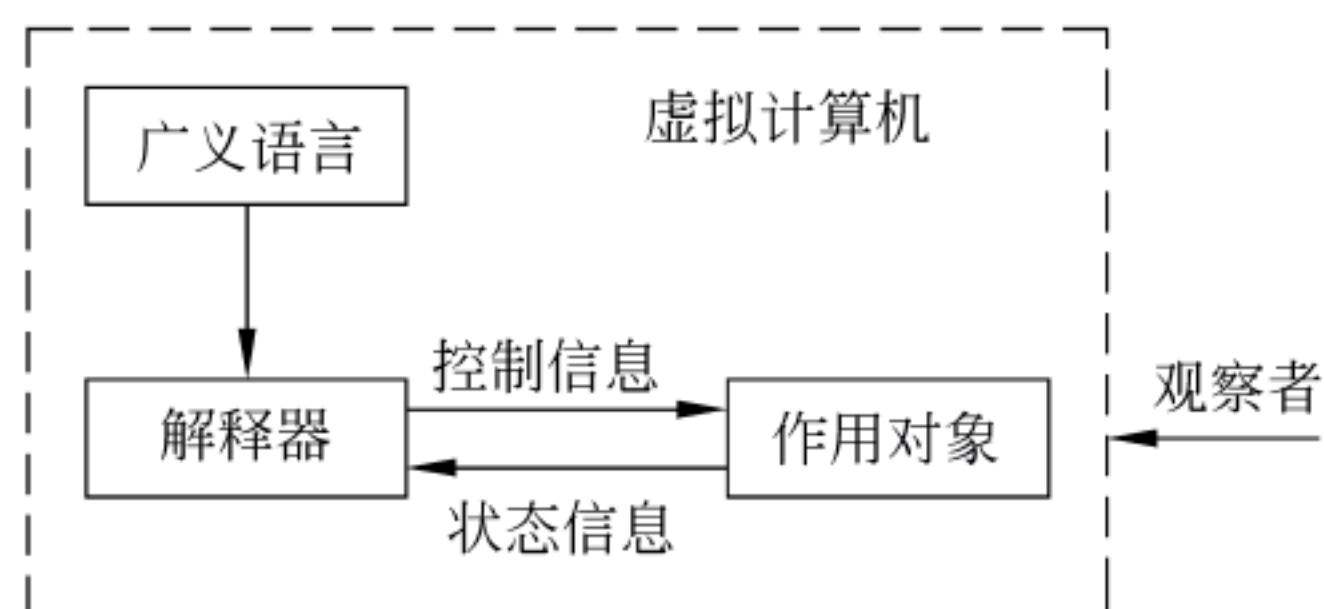 虚拟计算机
广义语言
控制信息
观察者
解释器
作用对象
状态信息